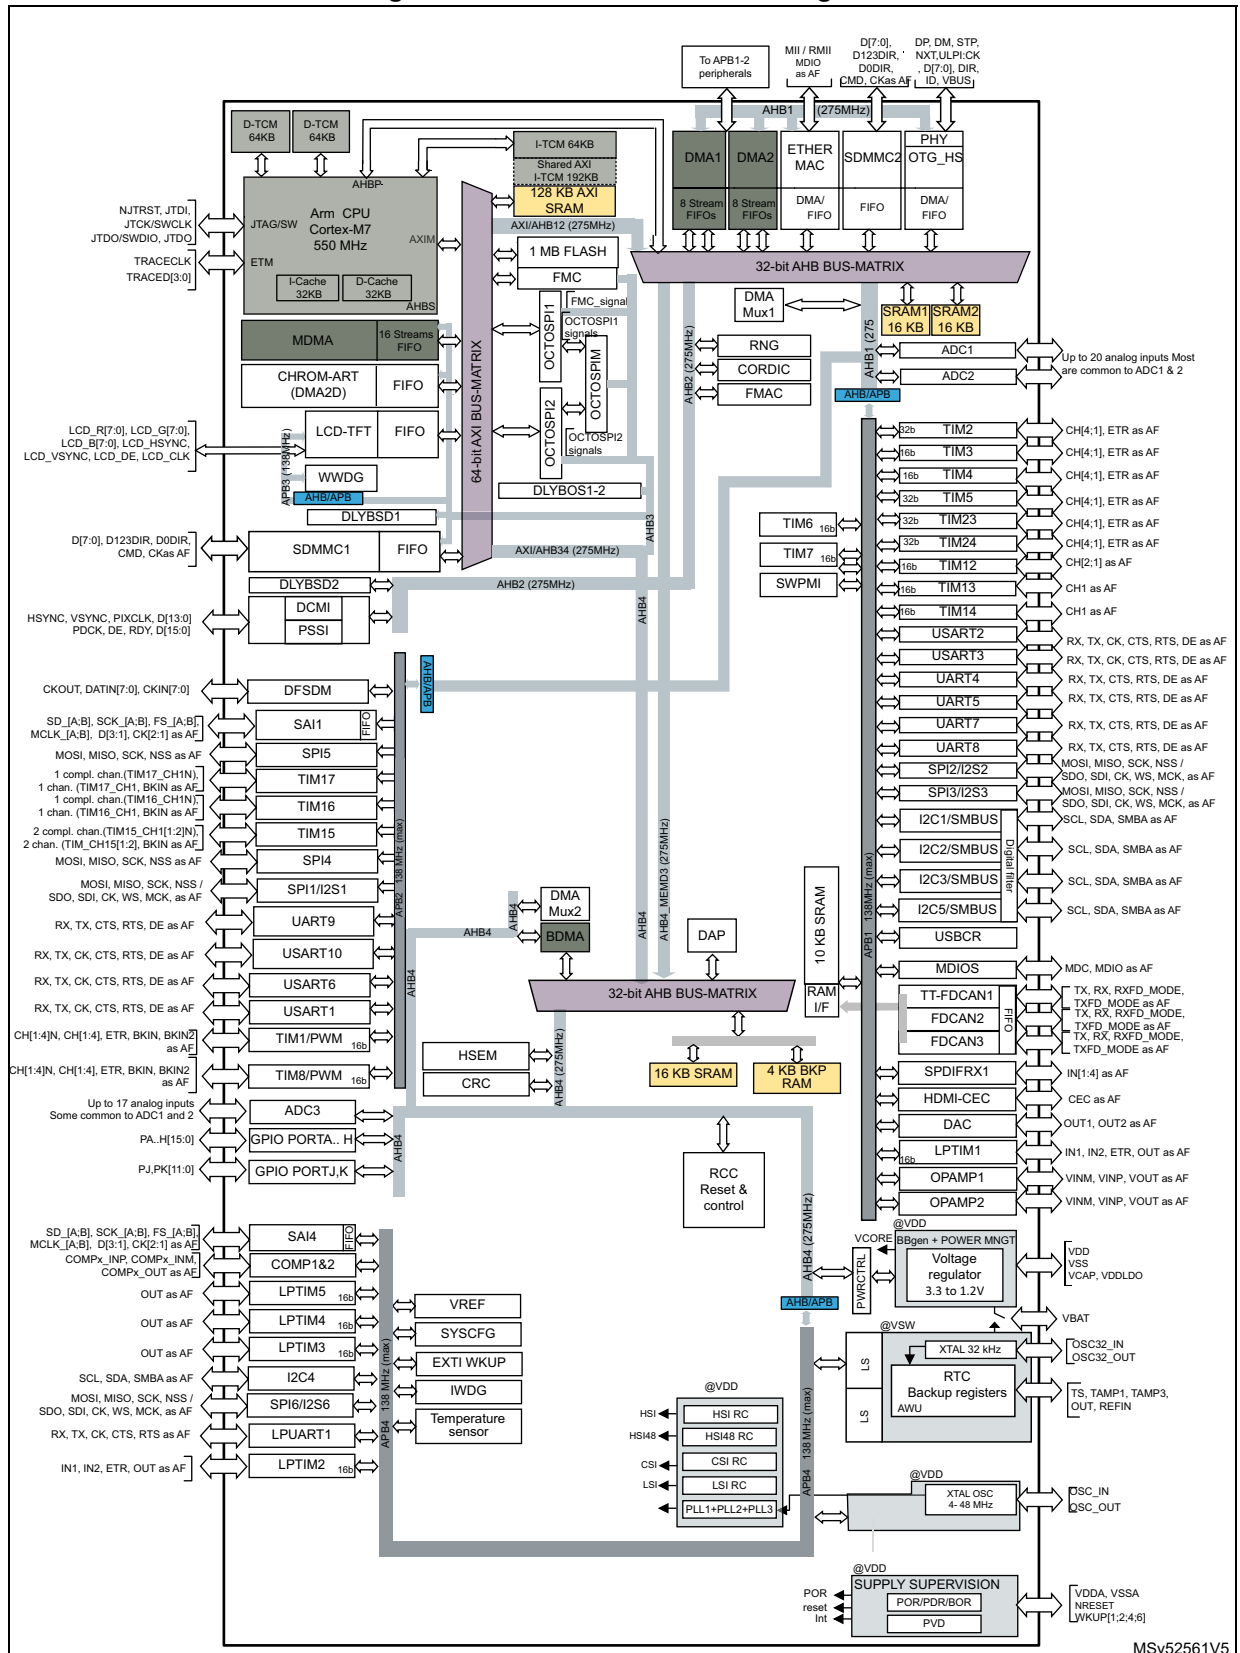 To APB1-2
peripherals
MII / RMII
MDIO
as AF
D[7:0],
D123DIR,
D0DIR,
CMD, CKas AF
DP, DM, STP,
NXT,ULPI:CK
, D[7:0], DIR,
ID, VBUS
AHB1 (275MHz)
D-TCM
64KB
D-TCM
64KB
I-TCM 64KB
Shared AXI
I-TCM 192KB
128 KB AXI
SRAM
AHBP
Arm CPU
Cortex-M7
550 MHz
JTAG/SW
ETM
AXIM
I-Cache
32KB
D-Cache
32KB
AHBS
NJTRST, JTDI,
JTCK/SWCLK
JTDO/SWDIO, JTDO
TRACECLK
TRACED[3:0]
DMA1
8 Stream
FIFOs
DMA2
8 Stream
FIFOs
ETHER
MAC
DMA/
FIFO
SDMMC2
FIFO
PHY
OTG_HS
DMA/
FIFO
AXI/AHB12 (275MHz)
1 MB FLASH
FMC
32-bit AHB BUS-MATRIX
FMC_signal
OCTOSPI1
signals
OCTOSPI1
OCTOSPIM
OCTOSPI2
OCTOSPI2
signals
DLYBOS1-2
64-bit AXI BUS-MATRIX
DMA
Mux1
SRAM1
16 KB
SRAM2
16 KB
AHB1 (275
AHB2 (275MHz)
RNG
CORDIC
FMAC
ADC1
ADC2
Up to 20 analog inputs Most
are common to ADC1 & 2
AHB/APB
MDMA
16 Streams
FIFO
CHROM-ART
(DMA2D)
FIFO
LCD-TFT
FIFO
LCD_R[7:0], LCD_G[7:0],
LCD_B[7:0], LCD_HSYNC,
LCD_VSYNC, LCD_DE, LCD_CLK
APB3 (138MHz)
WWDG
AHB/APB
DLYBSD1
D[7:0], D123DIR, D0DIR,
CMD, CKas AF
SDMMC1
FIFO
AHB3
AXI/AHB34 (275MHz)
DLYBSD2
AHB2 (275MHz)
HSYNC, VSYNC, PIXCLK, D[13:0]
PDCK, DE, RDY, D[15:0]
DCMI
PSSI
AHB4
AHB4_MEMD3 (275MHz)
AHB4
AHB/APB
CKOUT, DATIN[7:0], CKIN[7:0]
DFSDM
SD_[A;B], SCK_[A;B], FS_[A;B],
MCLK_[A;B], D[3:1], CK[2:1] as AF
SAI1
FIFO
MOSI, MISO, SCK, NSS as AF
SPI5
1 compl. chan.(TIM17_CH1N),
1 chan. (TIM17_CH1, BKIN as AF
TIM17
1 compl. chan.(TIM16_CH1N),
1 chan. (TIM16_CH1, BKIN as AF
TIM16
2 compl. chan.(TIM15_CH1[1:2]N),
2 chan. (TIM_CH15[1:2], BKIN as AF
TIM15
MOSI, MISO, SCK, NSS as AF
SPI4
MOSI, MISO, SCK, NSS /
SDO, SDI, CK, WS, MCK, as AF
SPI1/I2S1
RX, TX, CTS, RTS, DE as AF
UART9
RX, TX, CK, CTS, RTS, DE as AF
USART10
RX, TX, CK, CTS, RTS, DE as AF
USART6
RX, TX, CK, CTS, RTS, DE as AF
USART1
CH[1:4]N, CH[1:4], ETR, BKIN, BKIN2
as AF
TIM1/PWM
16b
CH[1:4]N, CH[1:4], ETR, BKIN, BKIN2
as AF
TIM8/PWM
16b
APB2 138 MHz (max)
Up to 17 analog inputs
Some common to ADC1 and 2
ADC3
PA..H[15:0]
GPIO PORTA.. H
PJ,PK[11:0]
GPIO PORTJ,K
AHB4
AHB4
AHB4
AHB4
DMA
Mux2
BDMA
DAP
32-bit AHB BUS-MATRIX
HSEM
CRC
AHB4 (275MHz)
16 KB SRAM
4 KB BKP
RAM
10 KB SRAM
RAM
I/F
RCC
Reset &
control
AHB4 (275MHz)
AHB/APB
TIM6
16b
TIM7
16b
SWPMI
APB1 138MHz (max)
32b
TIM2
CH[4;1], ETR as AF
16b
TIM3
CH[4;1], ETR as AF
16b
TIM4
CH[4;1], ETR as AF
32b
TIM5
CH[4;1], ETR as AF
32b
TIM23
CH[4;1], ETR as AF
32b
TIM24
CH[4;1], ETR as AF
16b
TIM12
CH[2;1] as AF
16b
TIM13
CH1 as AF
16b
TIM14
CH1 as AF
USART2
RX, TX, CK, CTS, RTS, DE as AF
USART3
RX, TX, CK, CTS, RTS, DE as AF
UART4
RX, TX, CTS, RTS, DE as AF
UART5
RX, TX, CTS, RTS, DE as AF
UART7
RX, TX, CTS, RTS, DE as AF
UART8
RX, TX, CTS, RTS, DE as AF
SPI2/I2S2
MOSI, MISO, SCK, NSS /
SDO, SDI, CK, WS, MCK, as AF
SPI3/I2S3
MOSI, MISO, SCK, NSS /
SDO, SDI, CK, WS, MCK, as AF
I2C1/SMBUS
SCL, SDA, SMBA as AF
I2C2/SMBUS
SCL, SDA, SMBA as AF
I2C3/SMBUS
SCL, SDA, SMBA as AF
I2C5/SMBUS
SCL, SDA, SMBA as AF
Digital filter
USBCR
MDIOS
MDC, MDIO as AF
TT-FDCAN1
TX, RX, RXFD_MODE,
TXFD_MODE as AF
FDCAN2
TX, RX, RXFD_MODE,
TXFD_MODE as AF
FDCAN3
TX, RX, RXFD_MODE,
TXFD_MODE as AF
FIFO
SPDIFRX1
IN[1:4] as AF
HDMI-CEC
CEC as AF
DAC
OUT1, OUT2 as AF
16b
LPTIM1
IN1, IN2, ETR, OUT as AF
OPAMP1
VINM, VINP, VOUT as AF
OPAMP2
VINM, VINP, VOUT as AF
SD_[A;B], SCK_[A;B], FS_[A;B],
MCLK_[A;B], D[3:1], CK[2:1] as AF
SAI4
FIFO
COMPx_INP, COMPx_INM,
COMPx_OUT as AF
COMP1&2
OUT as AF
LPTIM5
16b
OUT as AF
LPTIM4
16b
OUT as AF
LPTIM3
16b
SCL, SDA, SMBA as AF
I2C4
MOSI, MISO, SCK, NSS /
SDO, SDI, CK, WS, MCK, as AF
SPI6/I2S6
RX, TX, CK, CTS, RTS as AF
LPUART1
IN1, IN2, ETR, OUT as AF
LPTIM2
16b
APB4 138 MHz (max)
VREF
SYSCFG
EXTI WKUP
IWDG
Temperature
sensor
APB4 138 MHz (max)
@VDD
HSI
HSI RC
HSI48
HSI48 RC
CSI
CSI RC
LSI
LSI RC
PLL1+PLL2+PLL3
@VDD
VCORE
BBgen + POWER MNGT
PWRCTRL
Voltage
regulator
3.3 to 1.2V
VDD
VSS
VCAP, VDDLDO
VBAT
@VSW
LS
LS
XTAL 32 kHz
RTC
Backup registers
AWU
OSC32_IN
OSC32_OUT
TS, TAMP1, TAMP3,
OUT, REFIN
@VDD
XTAL OSC
4- 48 MHz
OSC_IN
OSC_OUT
@VDD
SUPPLY SUPERVISION
POR
reset
Int
POR/PDR/BOR
PVD
VDDA, VSSA
NRESET
WKUP[1;2;4;6]
MSv52561V5